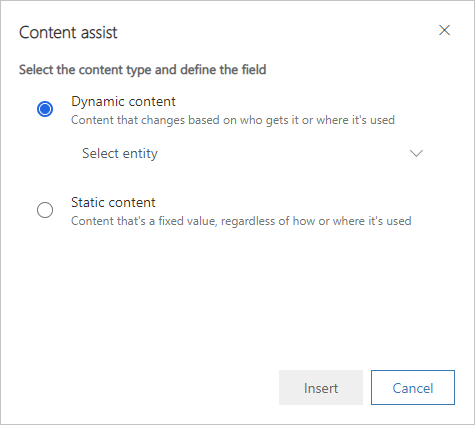 Content assist
Select the content type and define the field
Dynamic content
Content that changes based on who gets it or where it's used
Select entity
Static content
Content that's a fixed value, regardless of how or where it's used
Insert
Cancel